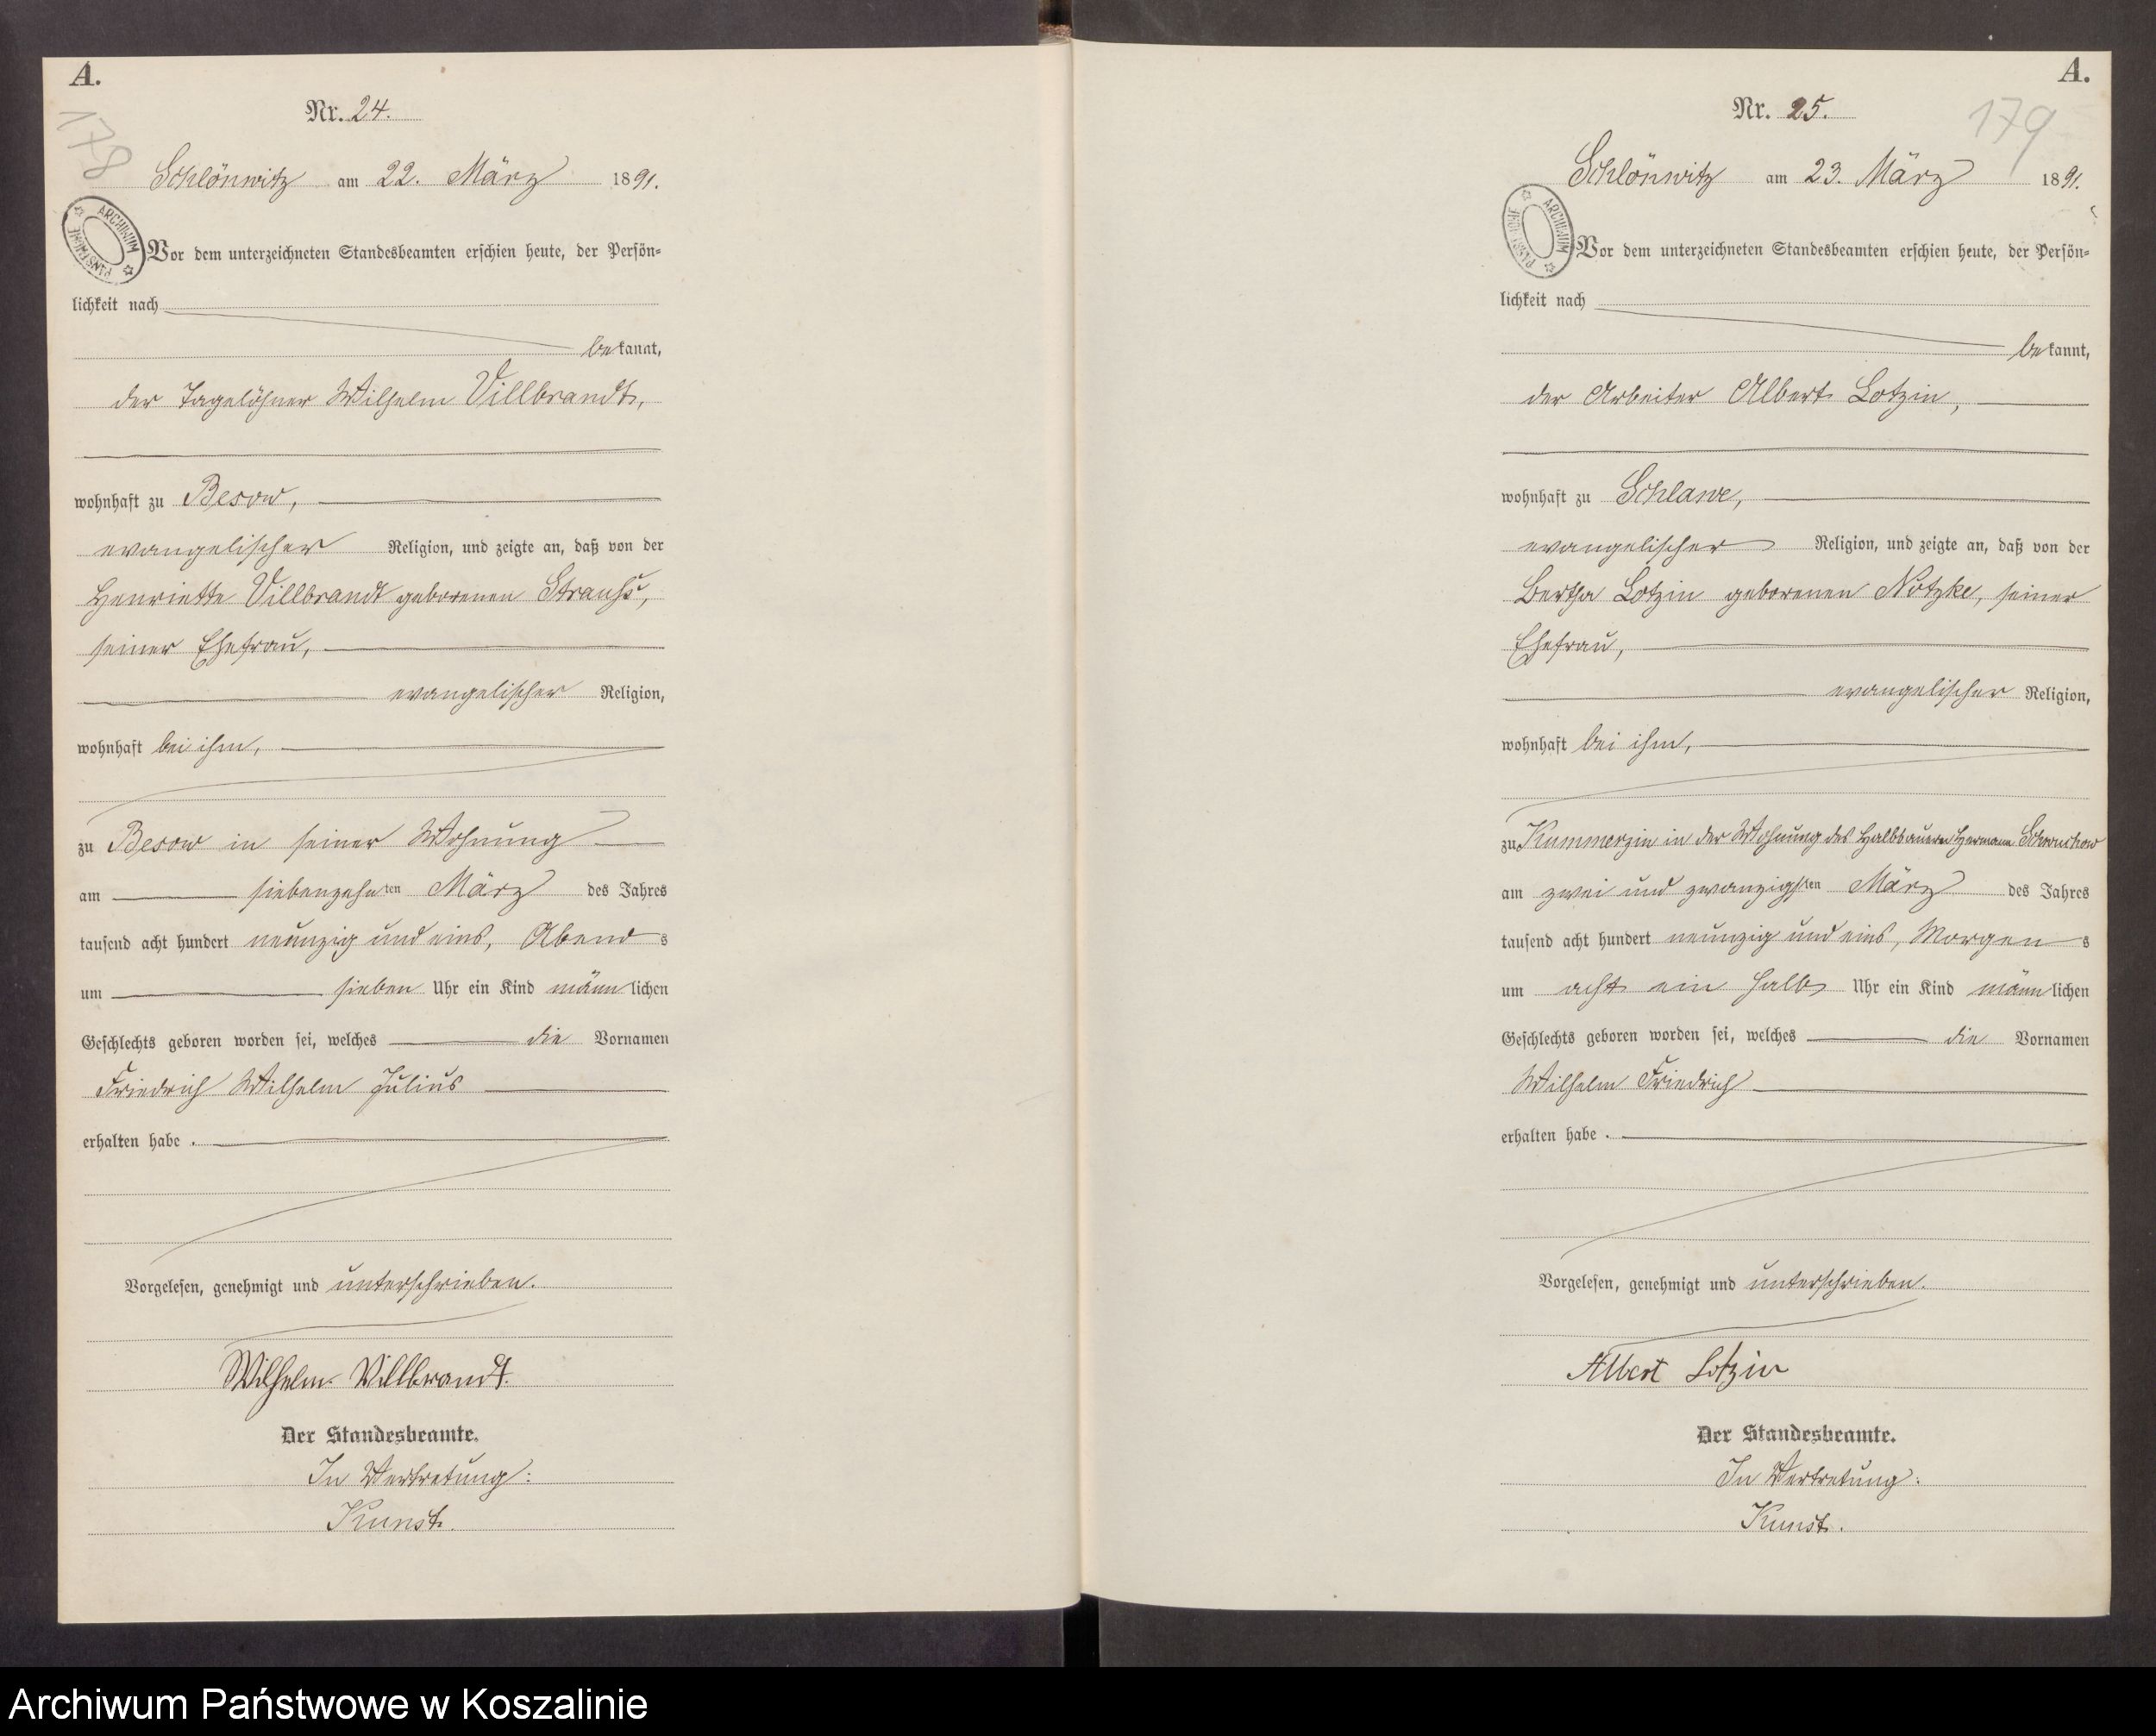 A.
Nr. 24.
178
Schlönwitz am 22. März 1891.
ARCHIWUM PAŃSTWOWE
Vor dem unterzeichneten Standesbeamten erschien heute, der Persön=
lichkeit nach
bekannt,
der Tagelöhner Wilhelm Villbrandt,
wohnhaft zu Besow,
evangelischer Religion, und zeigte an, daß von der
Henriette Villbrandt geborenen Strauhs,
seiner Ehefrau,
evangelischer Religion,
wohnhaft bei ihm,
zu Besow in seiner Wohnung
am siebenzehnten März des Jahres
tausend acht hundert neunzig und eins, Abends
um sieben Uhr ein Kind männlichen
Geschlechts geboren worden sei, welches die Vornamen
Friedrich Wilhelm Julius
erhalten habe.
Vorgelesen, genehmigt und unterschrieben.
Wilhelm Villbrandt.
Der Standesbeamte.
In Vertretung:
Kunst.
A.
Nr. 25.
179
Schlönwitz am 23. März 1891.
ARCHIWUM PAŃSTWOWE
Vor dem unterzeichneten Standesbeamten erschien heute, der Persön=
lichkeit nach
bekannt,
der Arbeiter Albert Lotzin,
wohnhaft zu Schlawe,
evangelischer Religion, und zeigte an, daß von der
Bertha Lotzin geborenen Notzke, seiner
Ehefrau,
evangelischer Religion,
wohnhaft bei ihm,
zu Kummerzin in der Wohnung des Halbbauern Hermann
am zwei und zwanzigsten März des Jahres
tausend acht hundert neunzig und eins, Morgens
um acht ein halb Uhr ein Kind männlichen
Geschlechts geboren worden sei, welches die Vornamen
Wilhelm Friedrich
erhalten habe.
Vorgelesen, genehmigt und unterschrieben.
Albert Lotzin
Der Standesbeamte.
In Vertretung:
Kunst.
Archiwum Państwowe w Koszalinie